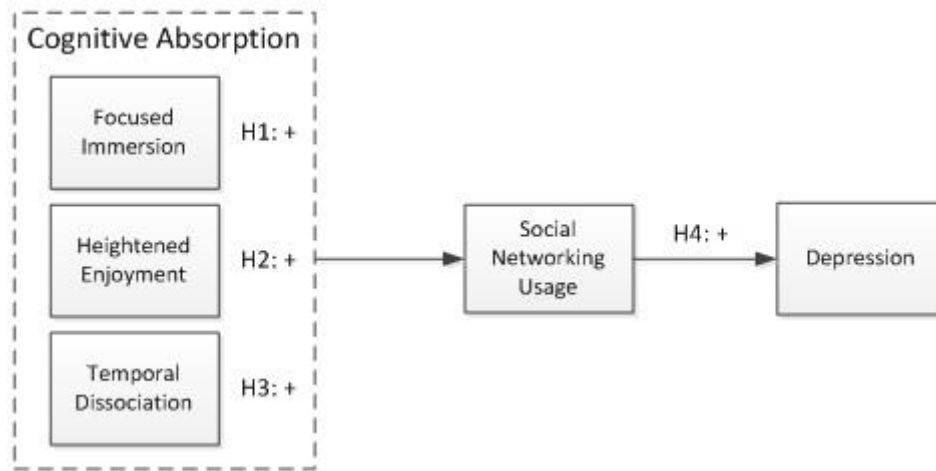 Cognitive Absorption
Focused
Immersion
H1: +
Heightened
Enjoyment
H2: +
Temporal
Dissociation
H3: +
Social
Networking
Usage
H4: +
Depression